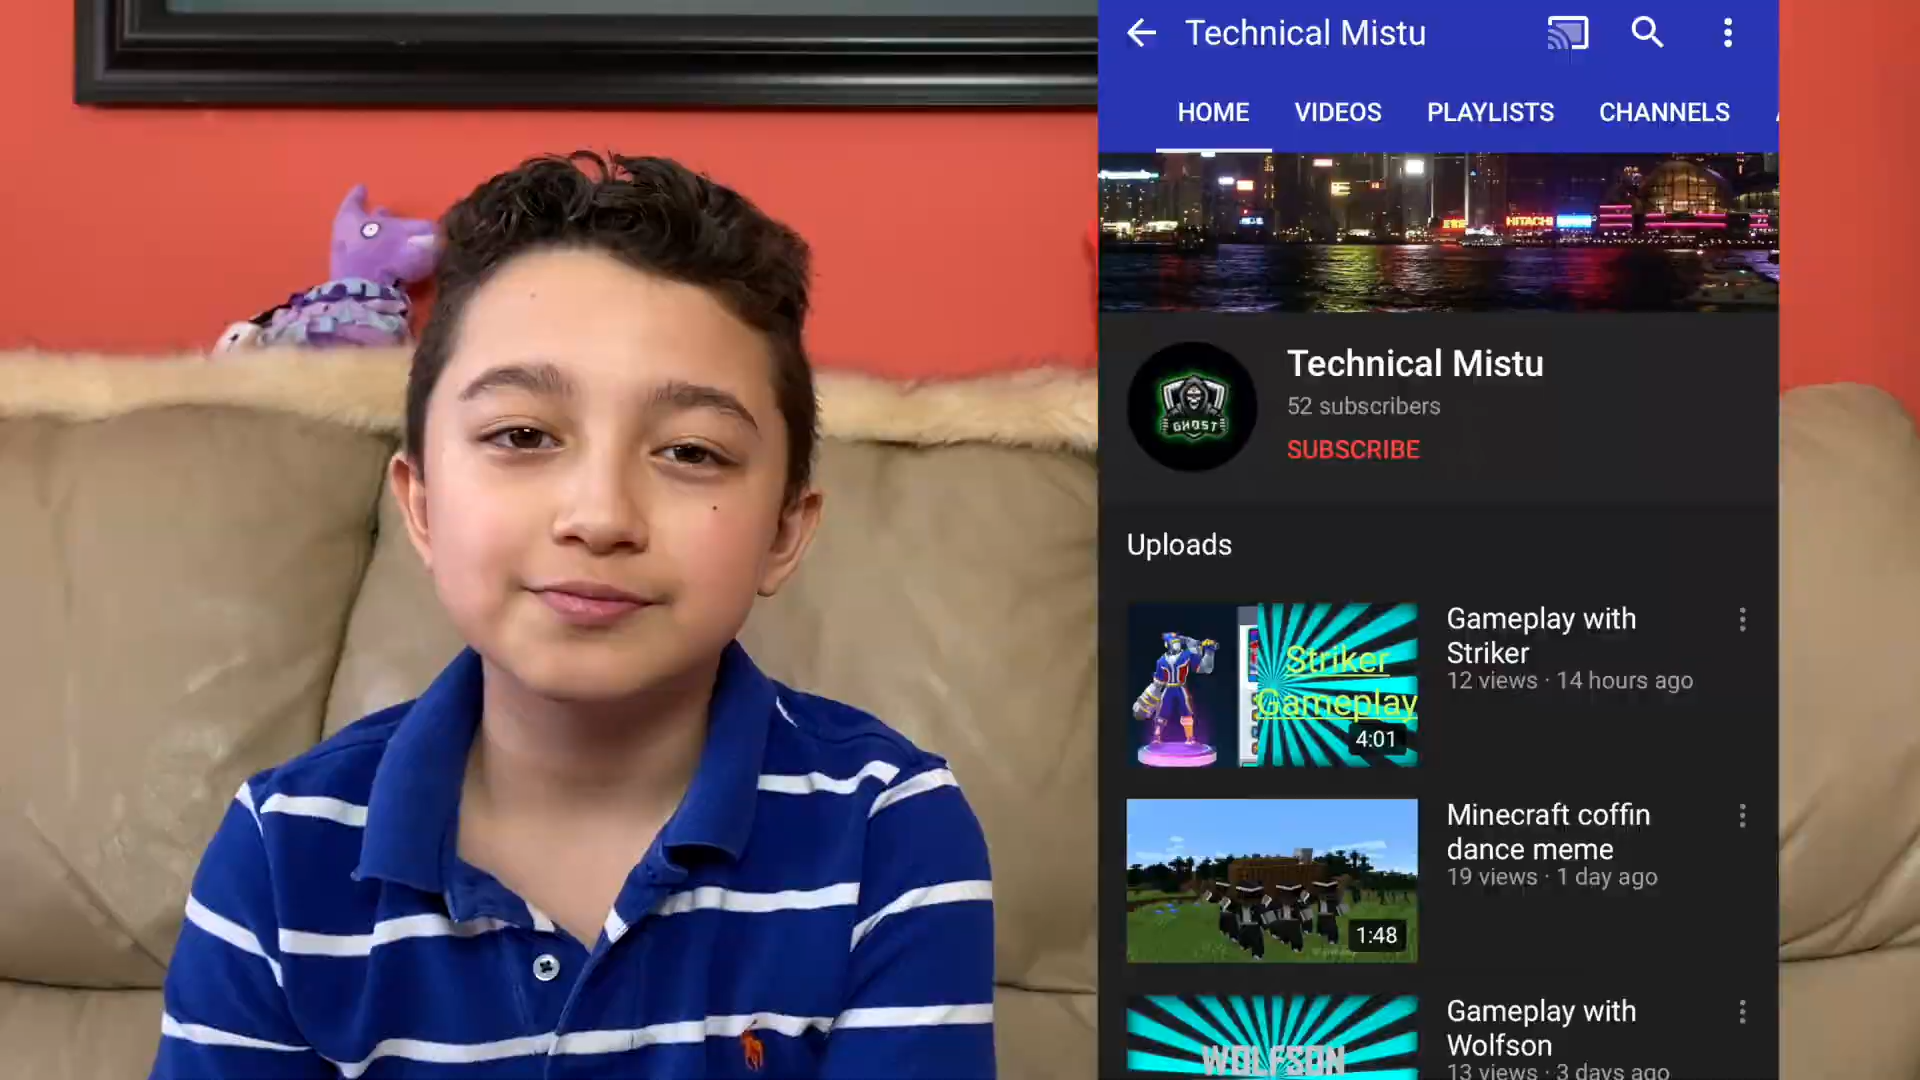 Technical Mistu
HOME VIDEOS PLAYLISTS CHANNELS
HITACHI
Technical Mistu
52 subscribers
SUBSCRIBE
GHOST
Uploads
Gameplay with
Striker
12 views · 14 hours ago
Striker
Gameplay
4:01
Minecraft coffin
dance meme
19 views · 1 day ago
1:48
Gameplay with
Wolfson
13 views · 3 days ago
WOLFSON